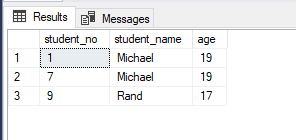 Results Messages
student_no student_name age
1 1 Michael 19
2 7 Michael 19
3 9 Rand 17